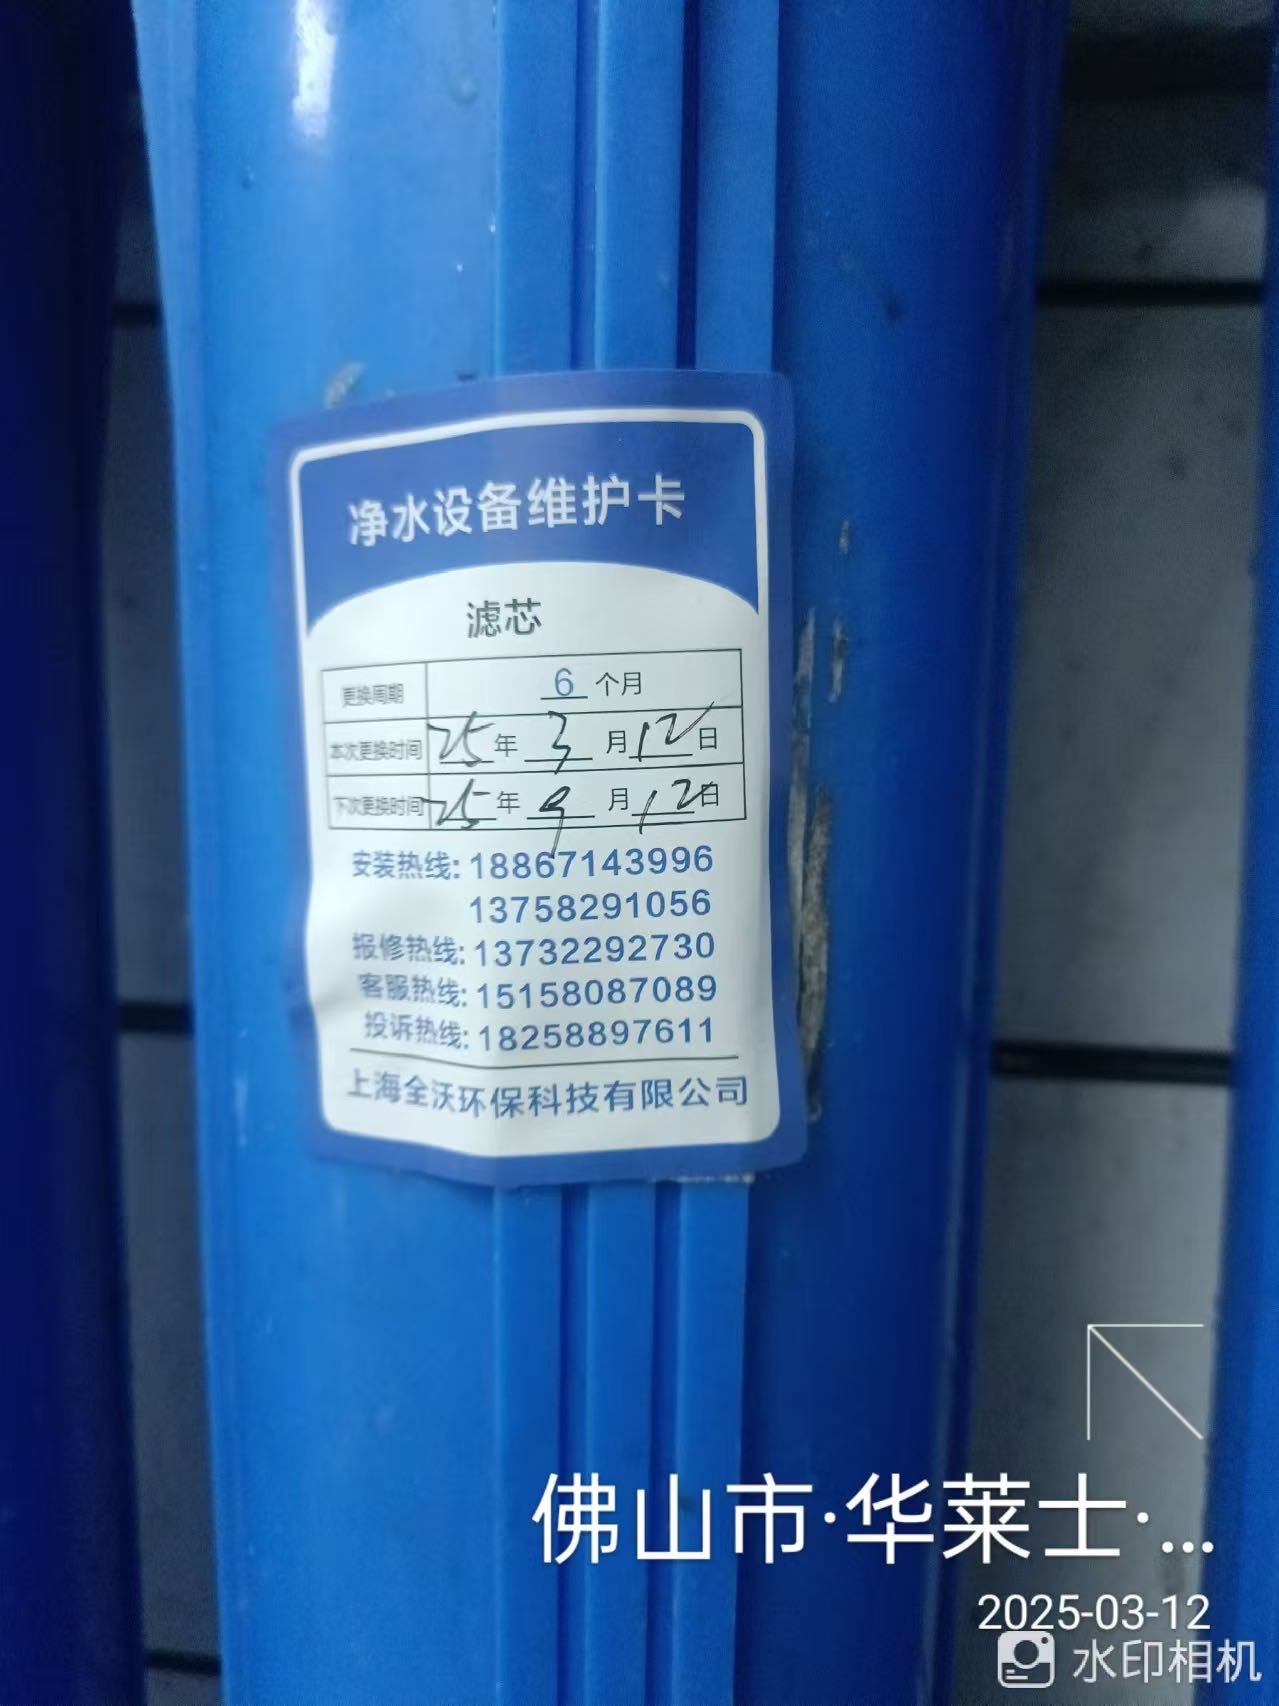 净水设备维护卡
滤芯
更换周期 6 个月
本次更换时间 25 年 3 月 12 日
下次更换时间 25 年 9 月 12 日
安装热线: 18867143996
13758291056
报修热线: 13732292730
客服热线: 15158087089
投诉热线: 18258897611
上海全沃环保科技有限公司
佛山市·华莱士·...
2025-03-12
水印相机